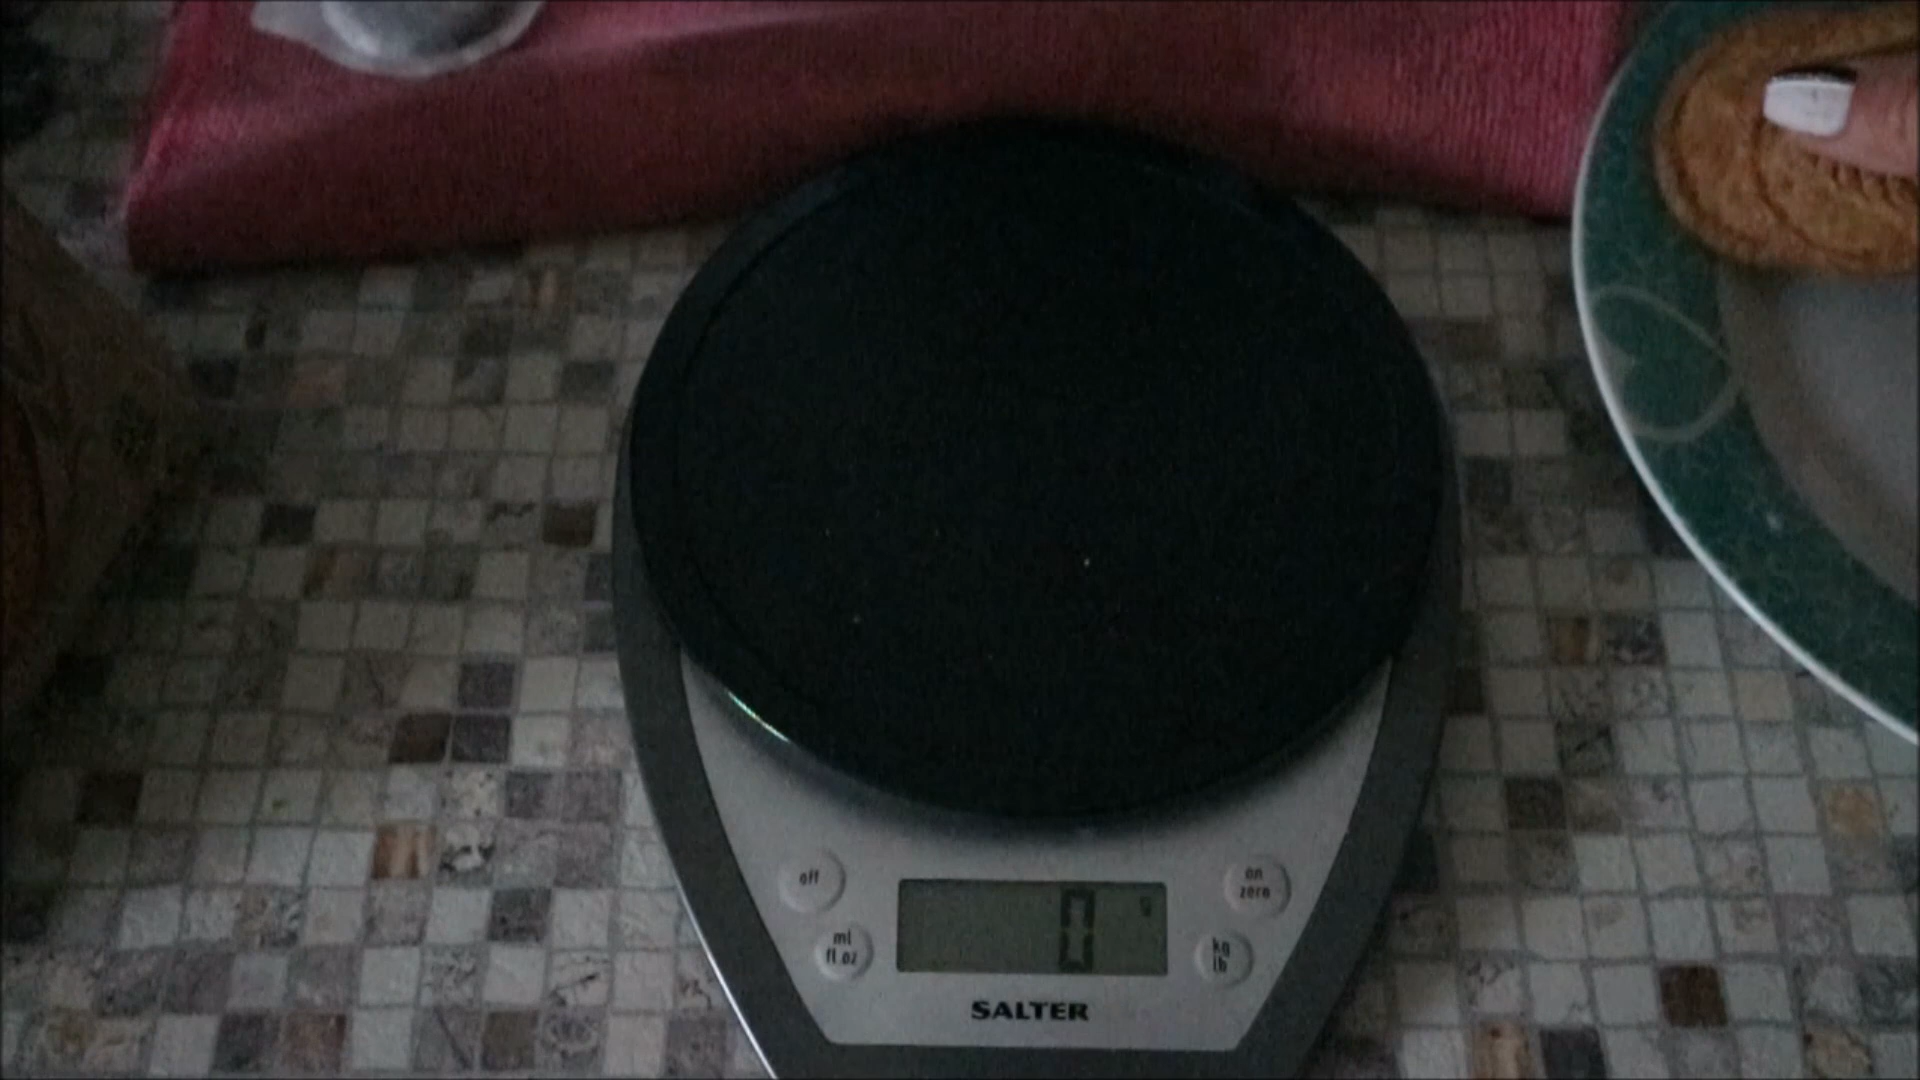 off
on
zero
0 g
ml
fl.oz
kg
lb
SALTER